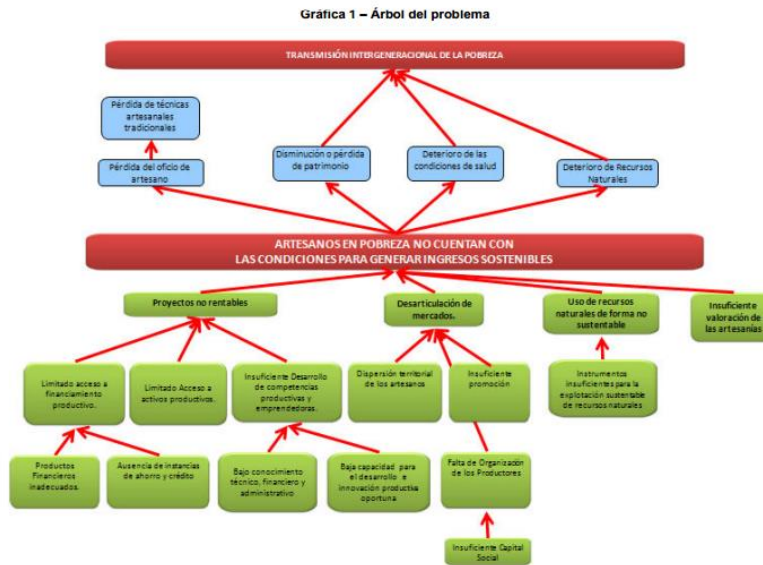 Gráfica 1 – Árbol del problema
TRANSMISIÓN INTERGENERACIONAL DE LA POBREZA
Pérdida de técnicas
artesanales
tradicionales
Pérdida del oficio de
artesano
Disminución o pérdida
de patrimonio
Deterioro de las
condiciones de salud
Deterioro de Recursos
Naturales
ARTESANOS EN POBREZA NO CUENTAN CON
LAS CONDICIONES PARA GENERAR INGRESOS SOSTENIBLES
Proyectos no rentables
Desarticulación de
mercados.
Uso de recursos
naturales de forma no
sustentable
Insuficiente
valoración de
las artesanías
Limitado acceso a
financiamiento
productivo.
Limitado Acceso a
activos productivos.
Insuficiente Desarrollo
de competencias
productivas y
emprendedoras.
Dispersión territorial
de los artesanos
Insuficiente
promoción
Instrumentos
insuficientes para la
explotación sustentable
de recursos naturales
Productos
Financieros
inadecuados.
Ausencia de instancias
de ahorro y crédito
Bajo conocimiento
técnico, financiero y
administrativo
Baja capacidad para
el desarrollo e
innovación productiva
oportuna
Falta de Organización
de los Productores
Insuficiente Capital
Social